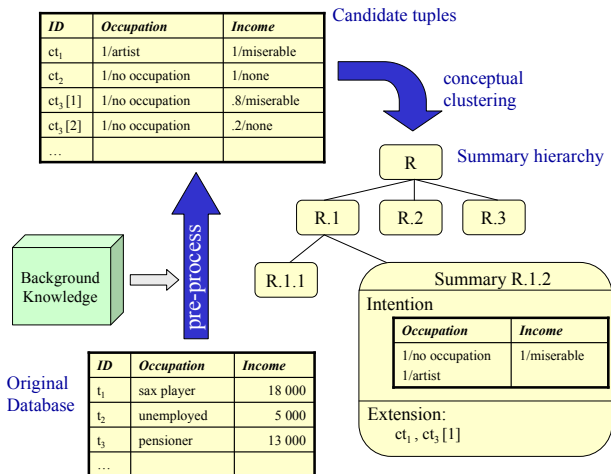 Candidate tuples
ID Occupation Income
ct1 1/artist 1/miserable
ct2 1/no occupation 1/none
ct3 [1] 1/no occupation .8/miserable
ct3 [2] 1/no occupation .2/none
…
conceptual
clustering
Summary hierarchy
R
R.1 R.2 R.3
R.1.1
pre-process
Background
Knowledge
Summary R.1.2
Intention
Occupation Income
1/no occupation 1/miserable
1/artist
Extension:
ct1 , ct3 [1]
Original
Database
ID Occupation Income
t1 sax player 18 000
t2 unemployed 5 000
t3 pensioner 13 000
…